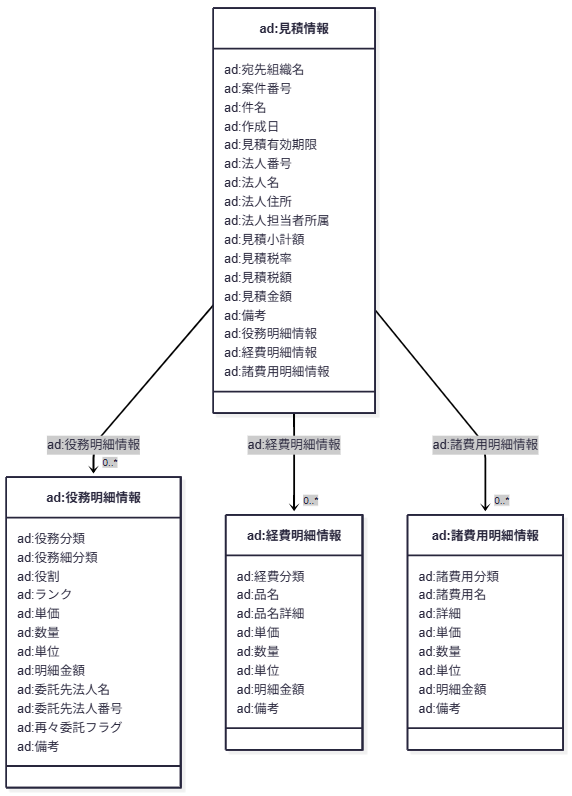 ad:見積情報
ad:宛先組織名
ad:案件番号
ad:件名
ad:作成日
ad:見積有効期限
ad:法人番号
ad:法人名
ad:法人住所
ad:法人担当者所属
ad:見積小計額
ad:見積税率
ad:見積税額
ad:見積金額
ad:備考
ad:役務明細情報
ad:経費明細情報
ad:諸費用明細情報
ad:役務明細情報
0..*
ad:経費明細情報
0..*
ad:諸費用明細情報
0..*
ad:役務明細情報
ad:役務分類
ad:役務細分類
ad:役割
ad:ランク
ad:単価
ad:数量
ad:単位
ad:明細金額
ad:委託先法人名
ad:委託先法人番号
ad:再々委託フラグ
ad:備考
ad:経費明細情報
ad:経費分類
ad:品名
ad:品名詳細
ad:単価
ad:数量
ad:単位
ad:明細金額
ad:備考
ad:諸費用明細情報
ad:諸費用分類
ad:諸費用名
ad:詳細
ad:単価
ad:数量
ad:単位
ad:明細金額
ad:備考